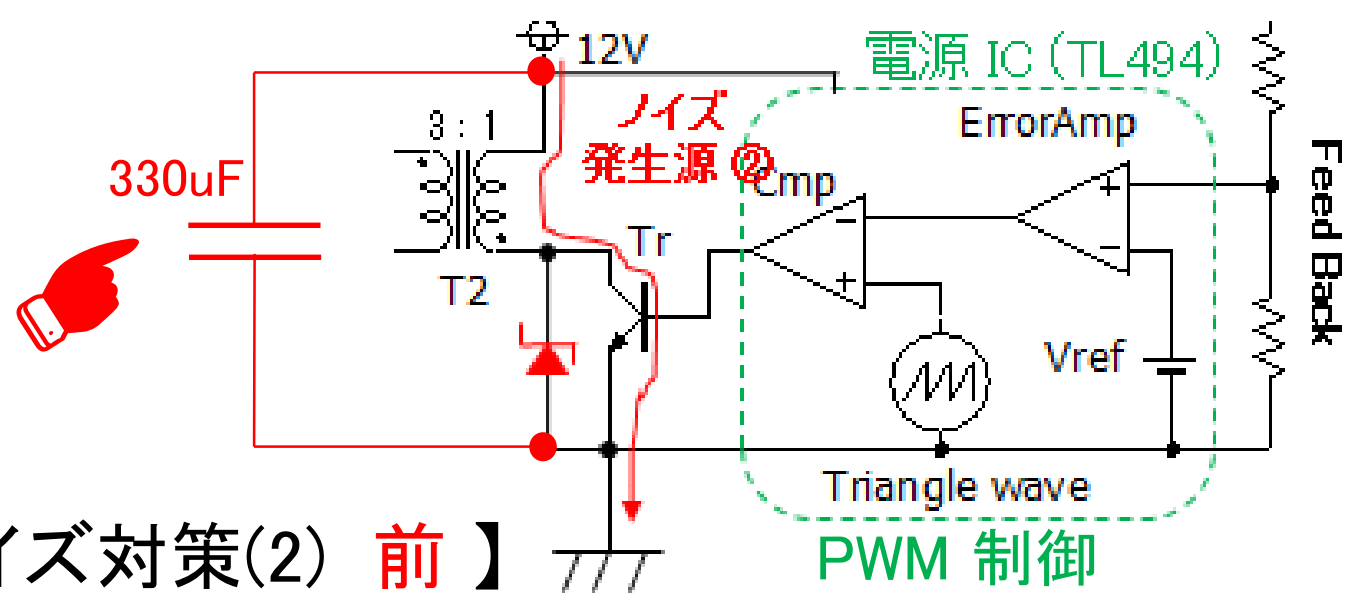 12V
電源 IC (TL494)
3 : 1
ノイズ
発生源 ②
ErrorAmp
330uF
Cmp
Tr
Feed Back
T2
Vref
Triangle wave
イズ対策(2) 前 】
PWM 制御